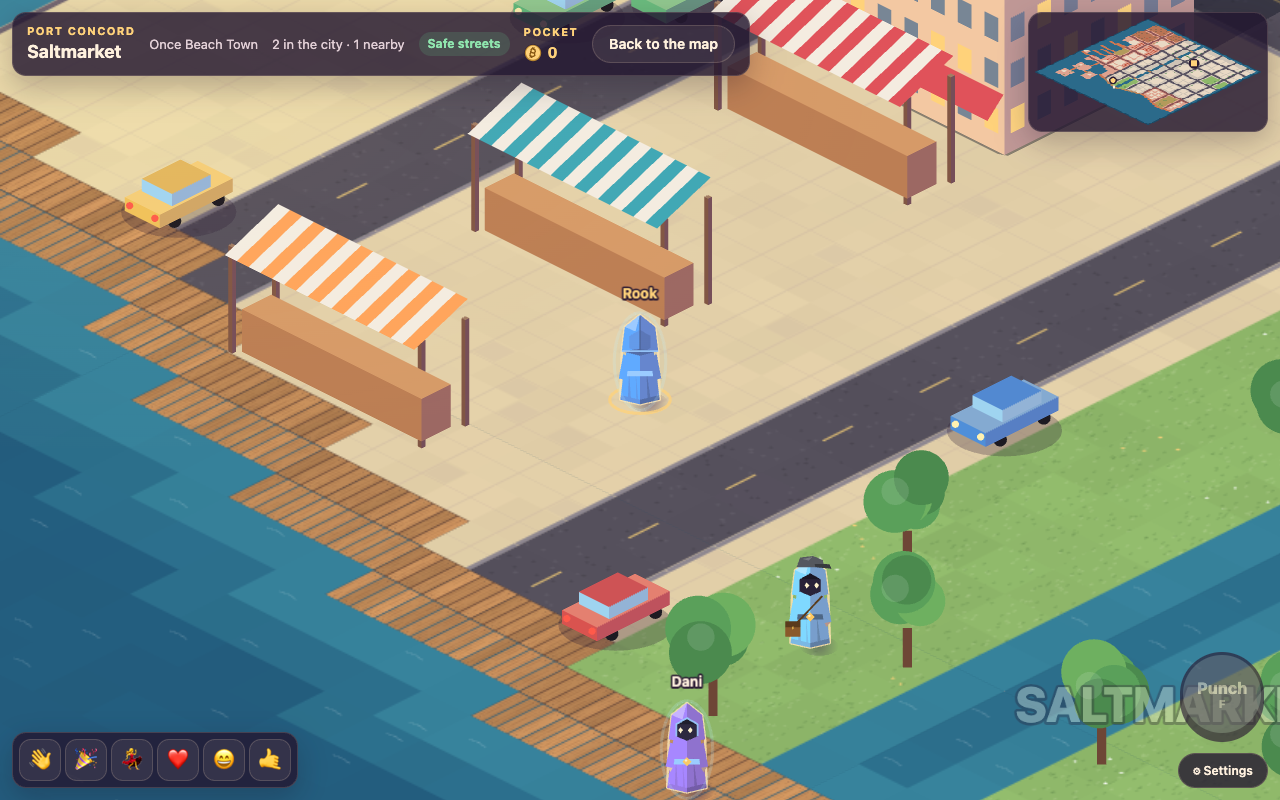 PORT CONCORD
Saltmarket
Once Beach Town
2 in the city · 1 nearby
Safe streets
POCKET
0
Back to the map
Rook
Dani
SALTMARK
Punch
F
Settings